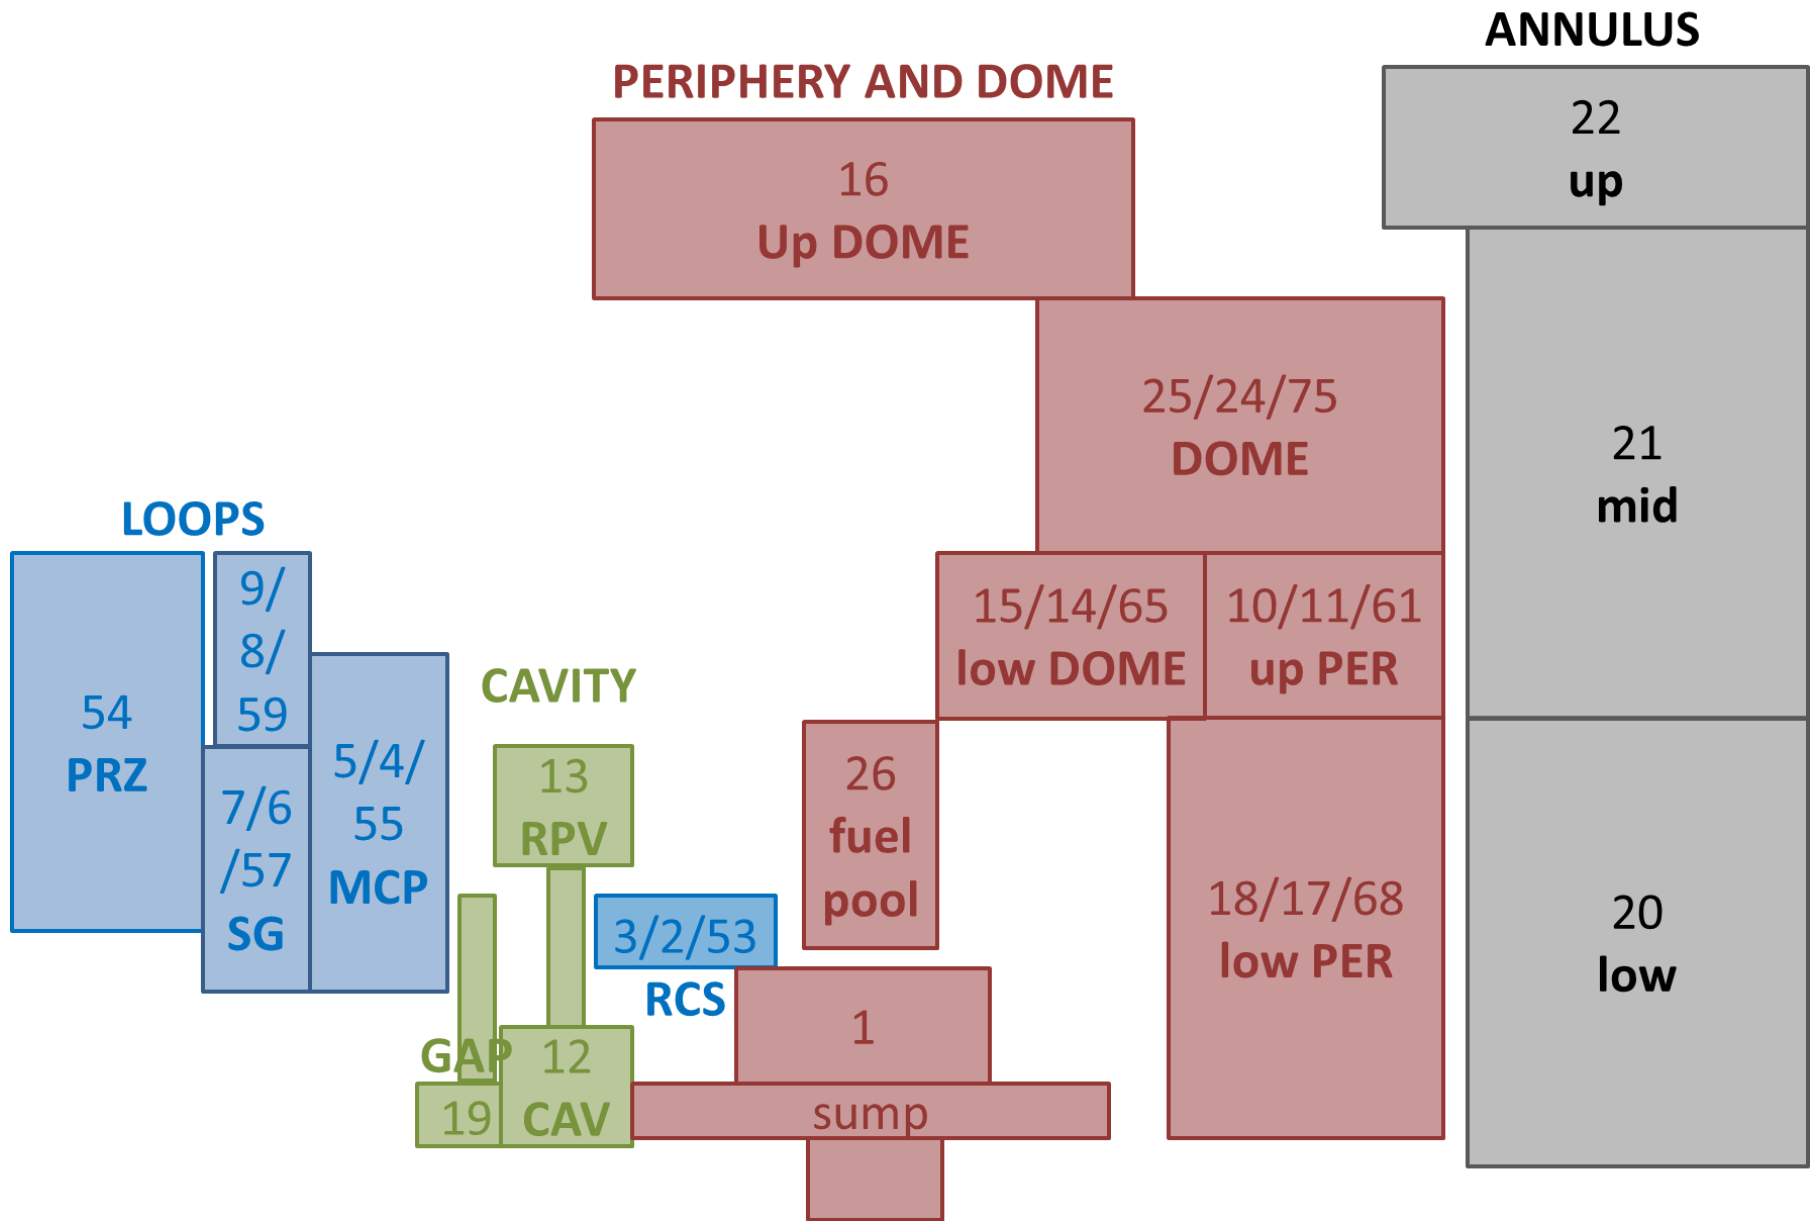 ANNULUS
PERIPHERY AND DOME
22
up
16
Up DOME
25/24/75
DOME
21
mid
LOOPS
9/
8/
59
15/14/65
low DOME
10/11/61
up PER
54
PRZ
CAVITY
5/4/
55
MCP
13
RPV
26
fuel
pool
7/6
/57
SG
18/17/68
low PER
20
low
3/2/53
RCS
1
GAP
12
CAV
19
sump